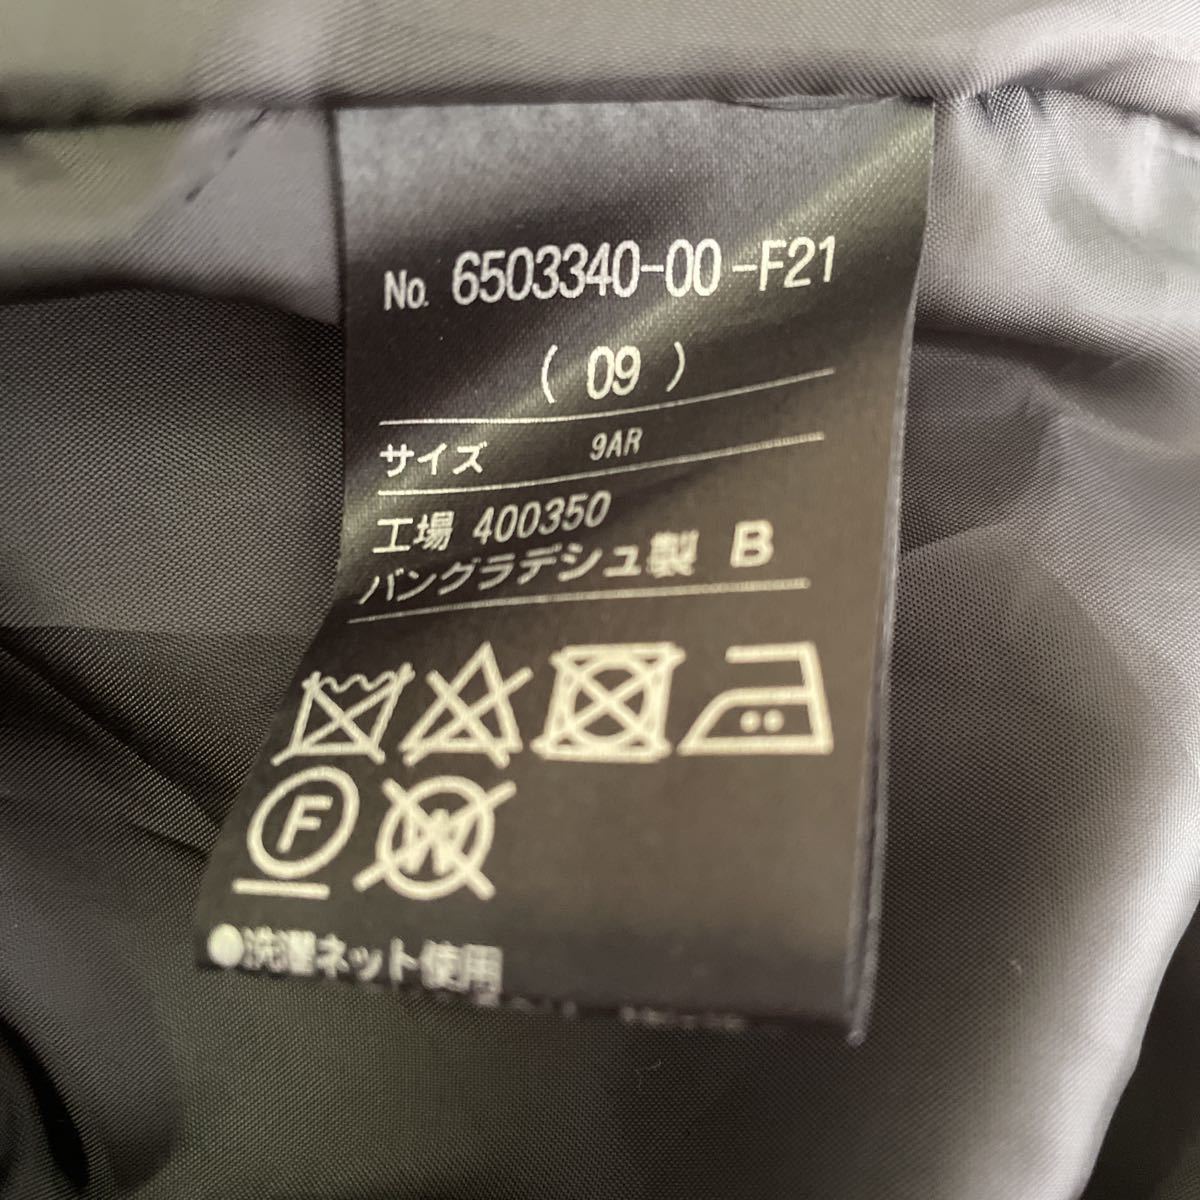 No. 6503340-00-F21
( 09 )
サイズ 9AR
工場 400350
バングラデシュ製 B
F
W
●洗濯ネット使用